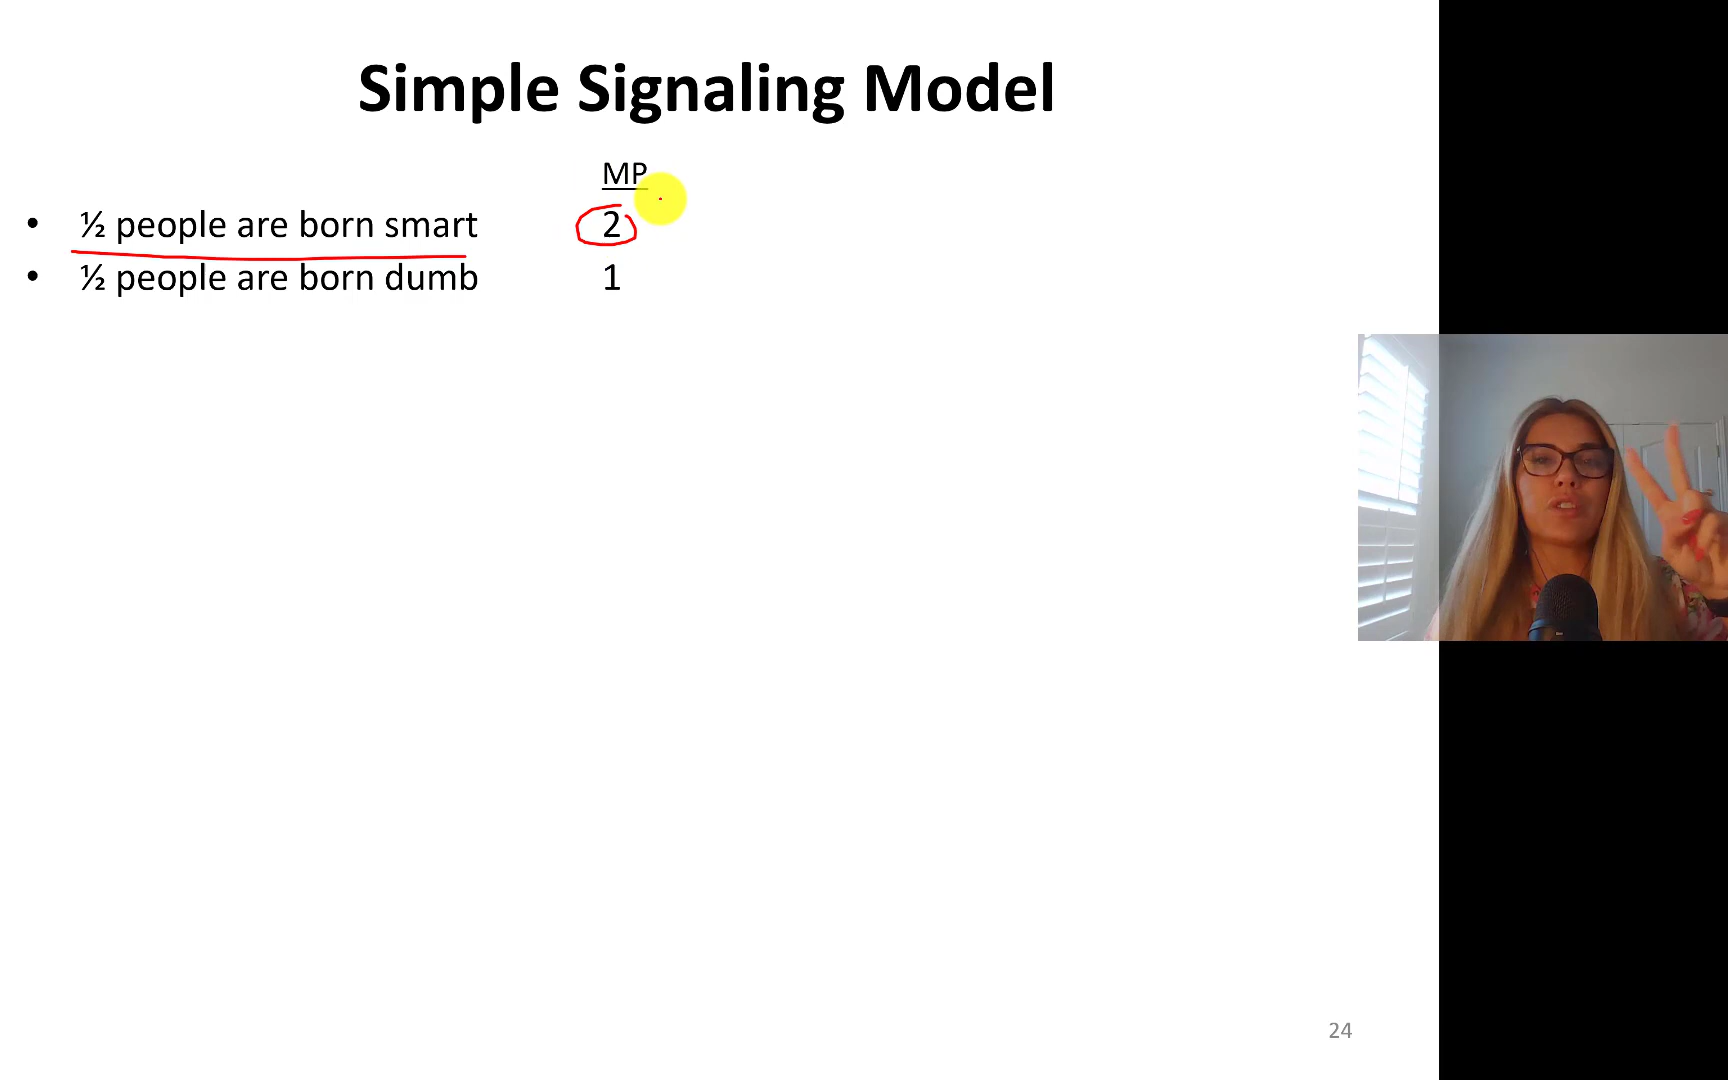 Simple Signaling Model
MP
• ½ people are born smart 2
• ½ people are born dumb 1
24